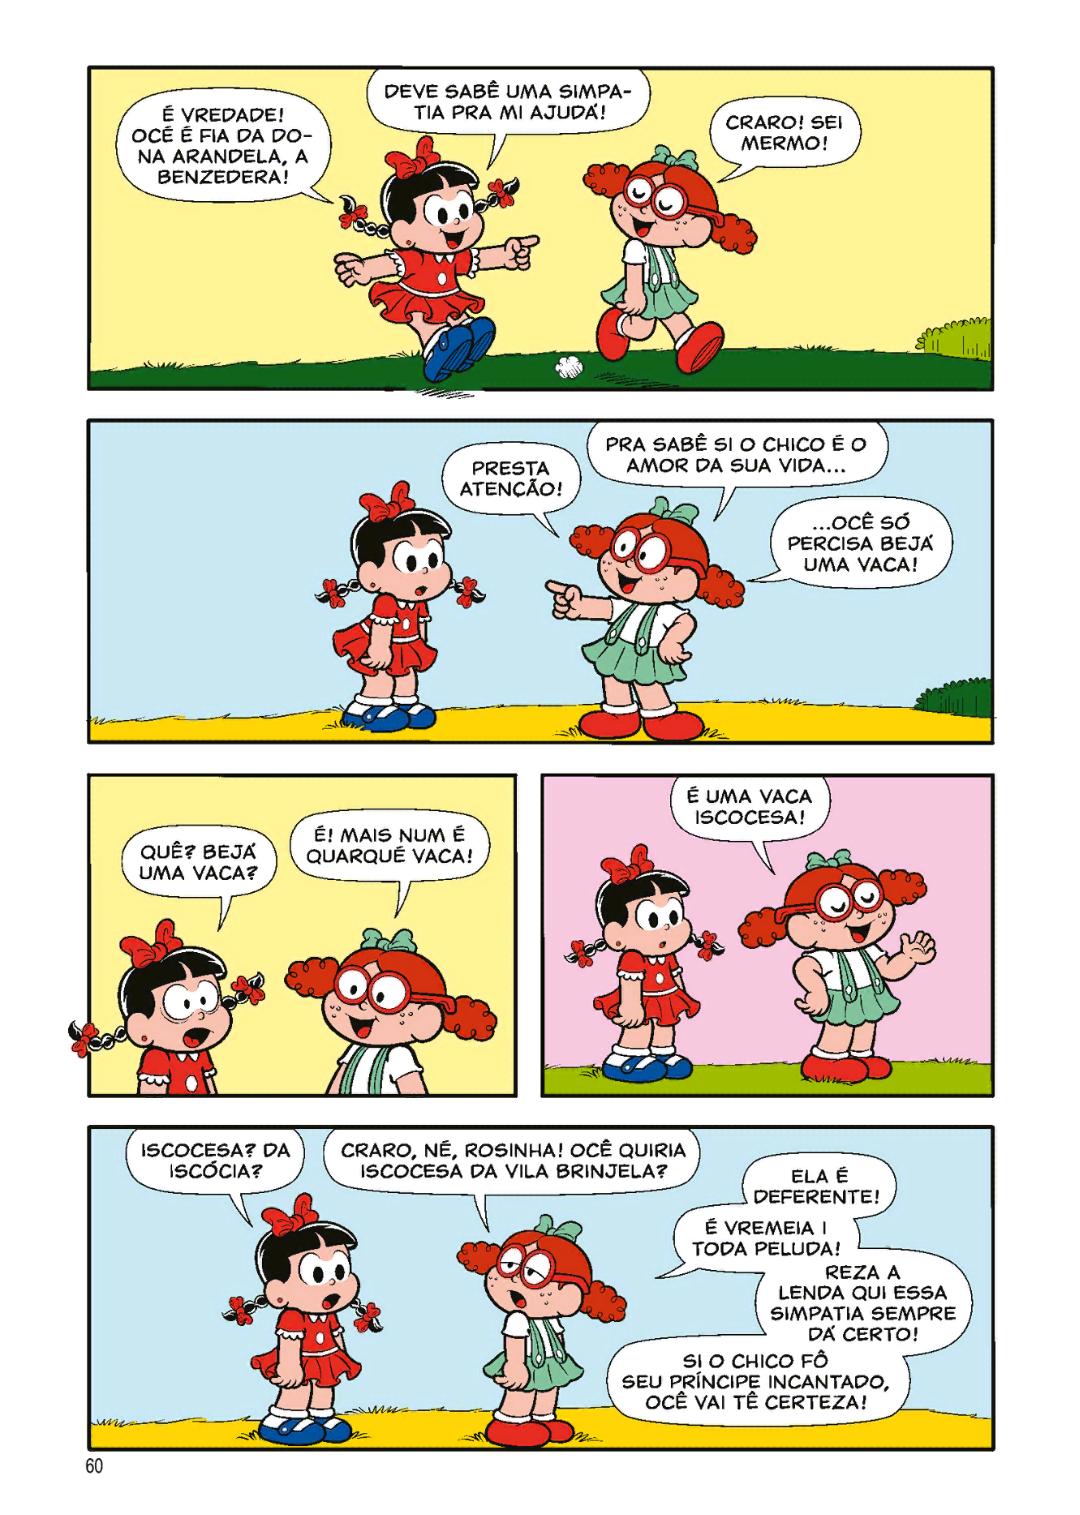 É VREDADE!
OCÊ É FIA DA DO-
NA ARANDELA, A
BENZEDERA!
DEVE SABÊ UMA SIMPA-
TIA PRA MI AJUDÁ!
CRARO! SEI
MERMO!
PRESTA
ATENÇÃO!
PRA SABÊ SI O CHICO É O
AMOR DA SUA VIDA...
...OCÊ SÓ
PERCISA BEJÁ
UMA VACA!
QUÊ? BEJÁ
UMA VACA?
É! MAIS NUM É
QUARQUÉ VACA!
É UMA VACA
ISCOCESA!
ISCOCESA? DA
ISCÓCIA?
CRARO, NÉ, ROSINHA! OCÊ QUIRIA
ISCOCESA DA VILA BRINJELA?
ELA É
DEFERENTE!
É VREMEIA I
TODA PELUDA!
REZA A
LENDA QUI ESSA
SIMPATIA SEMPRE
DÁ CERTO!
SI O CHICO FÔ
SEU PRÍNCIPE INCANTADO,
OCÊ VAI TÊ CERTEZA!
60